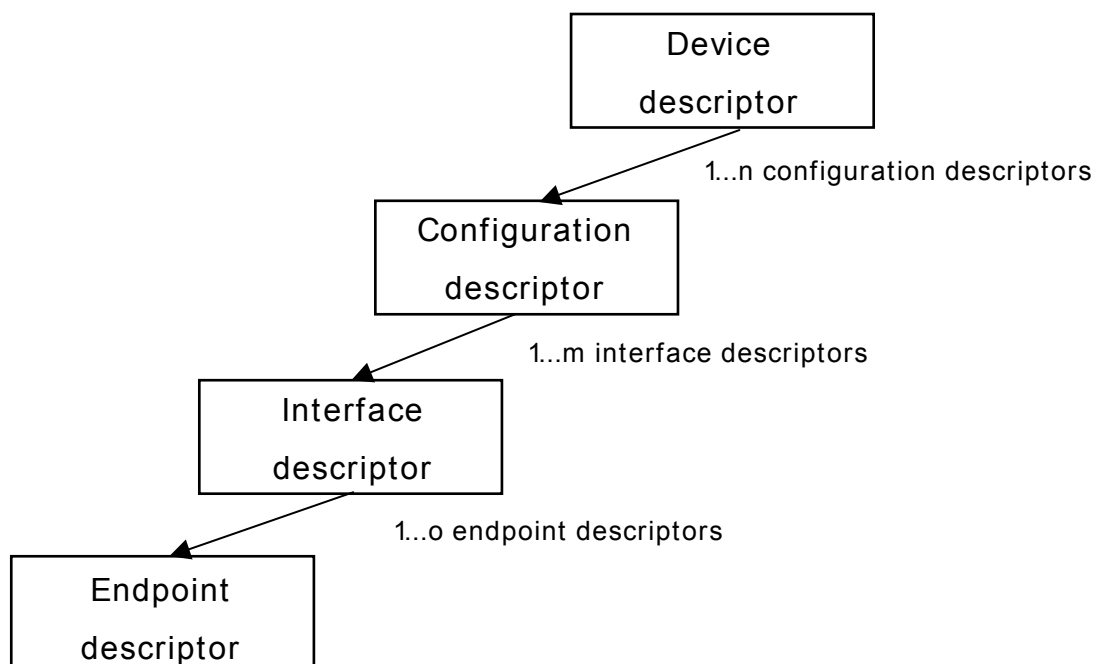 Device
descriptor
1...n configuration descriptors
Configuration
descriptor
1...m interface descriptors
Interface
descriptor
1...o endpoint descriptors
Endpoint
descriptor